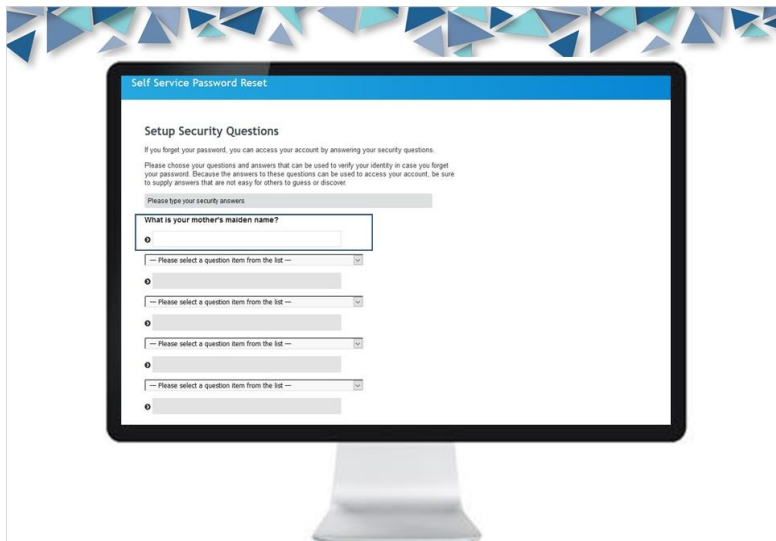 Self Service Password Reset
Setup Security Questions
If you forget your password, you can access your account by answering your security questions.
Please choose your questions and answers that can be used to verify your identity in case you forget
your password. Because the answers to these questions can be used to access your account, be sure
to supply answers that are not easy for others to guess or discover.
Please type your security answers
What is your mother's maiden name?
— Please select a question item from the list —
— Please select a question item from the list —
— Please select a question item from the list —
— Please select a question item from the list —